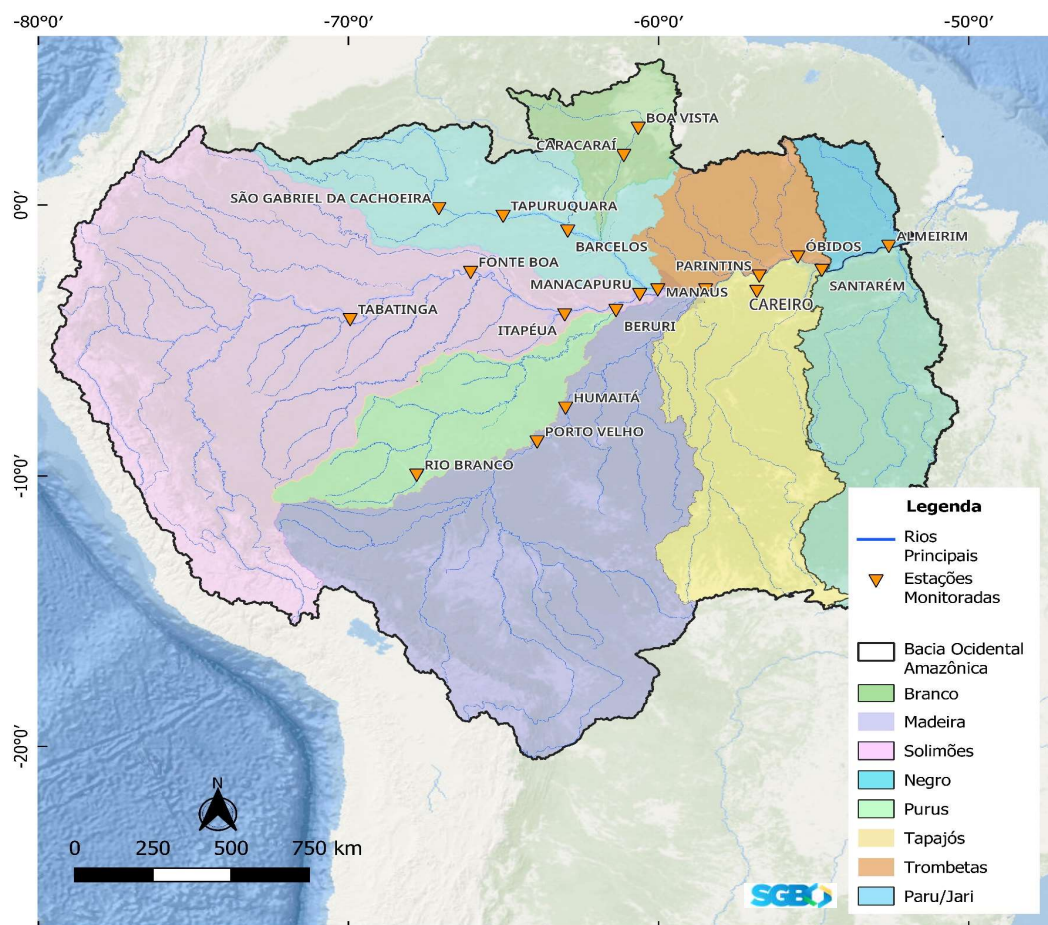 -80°0'
-70°0'
-60°0'
-50°0'
0°0'
-10°0'
-20°0'
BOA VISTA
CARACARAÍ
SÃO GABRIEL DA CACHOEIRA
TAPURUQUARA
BARCELOS
FONTE BOA
MANACAPURU
MANAUS
PARINTINS
ÓBIDOS
ALMEIRIM
SANTARÉM
CAREIRO
TABATINGA
ITAPÉUA
BERURI
HUMAITÁ
PORTO VELHO
RIO BRANCO
Legenda
Rios
Principais
Estações
Monitoradas
Bacia Ocidental
Amazônica
Branco
Madeira
Solimões
Negro
Purus
Tapajós
Trombetas
Paru/Jari
N
0 250 500 750 km
SGB